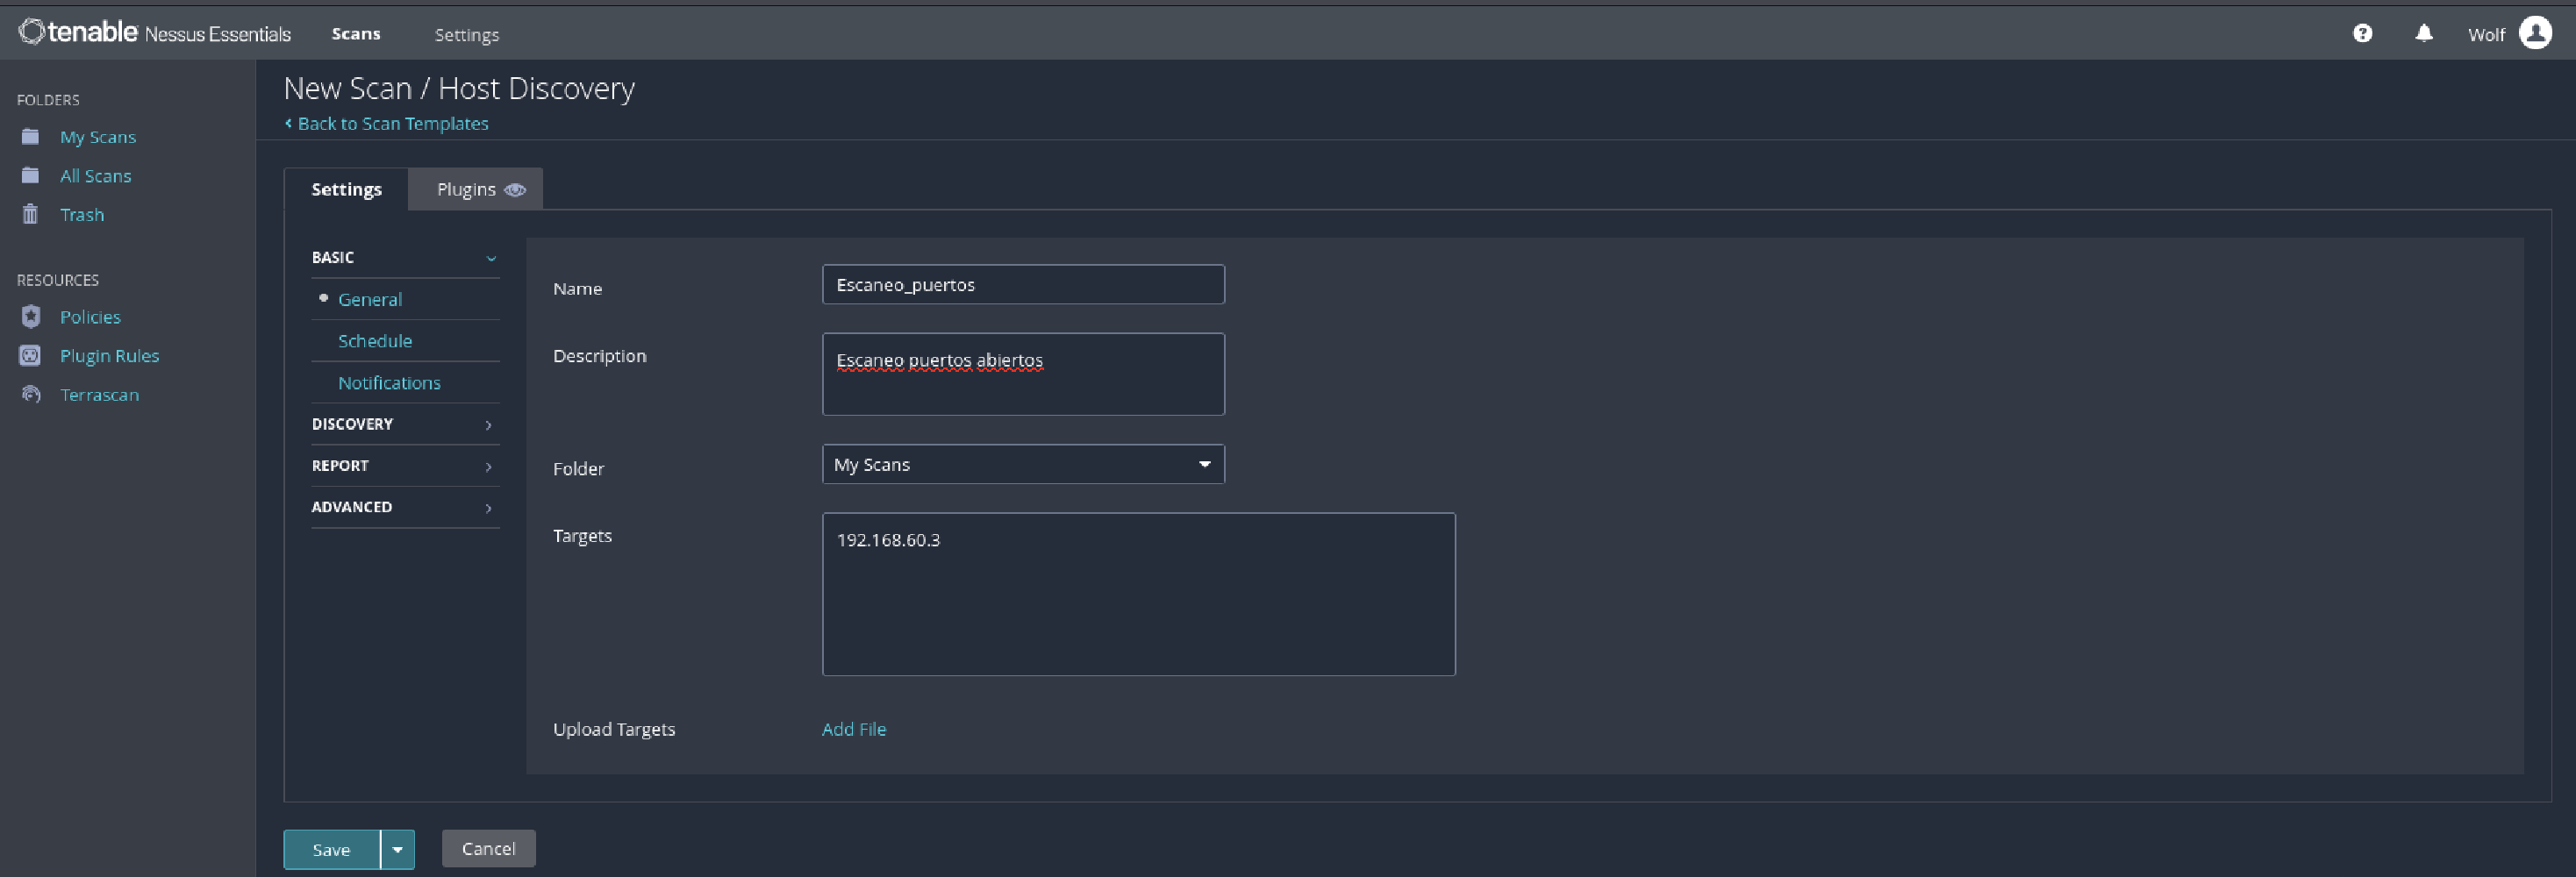 tenable Nessus Essentials Scans Settings Wolf
New Scan / Host Discovery
Back to Scan Templates
FOLDERS
My Scans
All Scans
Trash
RESOURCES
Policies
Plugin Rules
Terrascan
Settings Plugins
BASIC
General
Schedule
Notifications
DISCOVERY
REPORT
ADVANCED
Name Escaneo_puertos
Description Escaneo puertos abiertos
Folder My Scans
Targets 192.168.60.3
Upload Targets Add File
Save Cancel